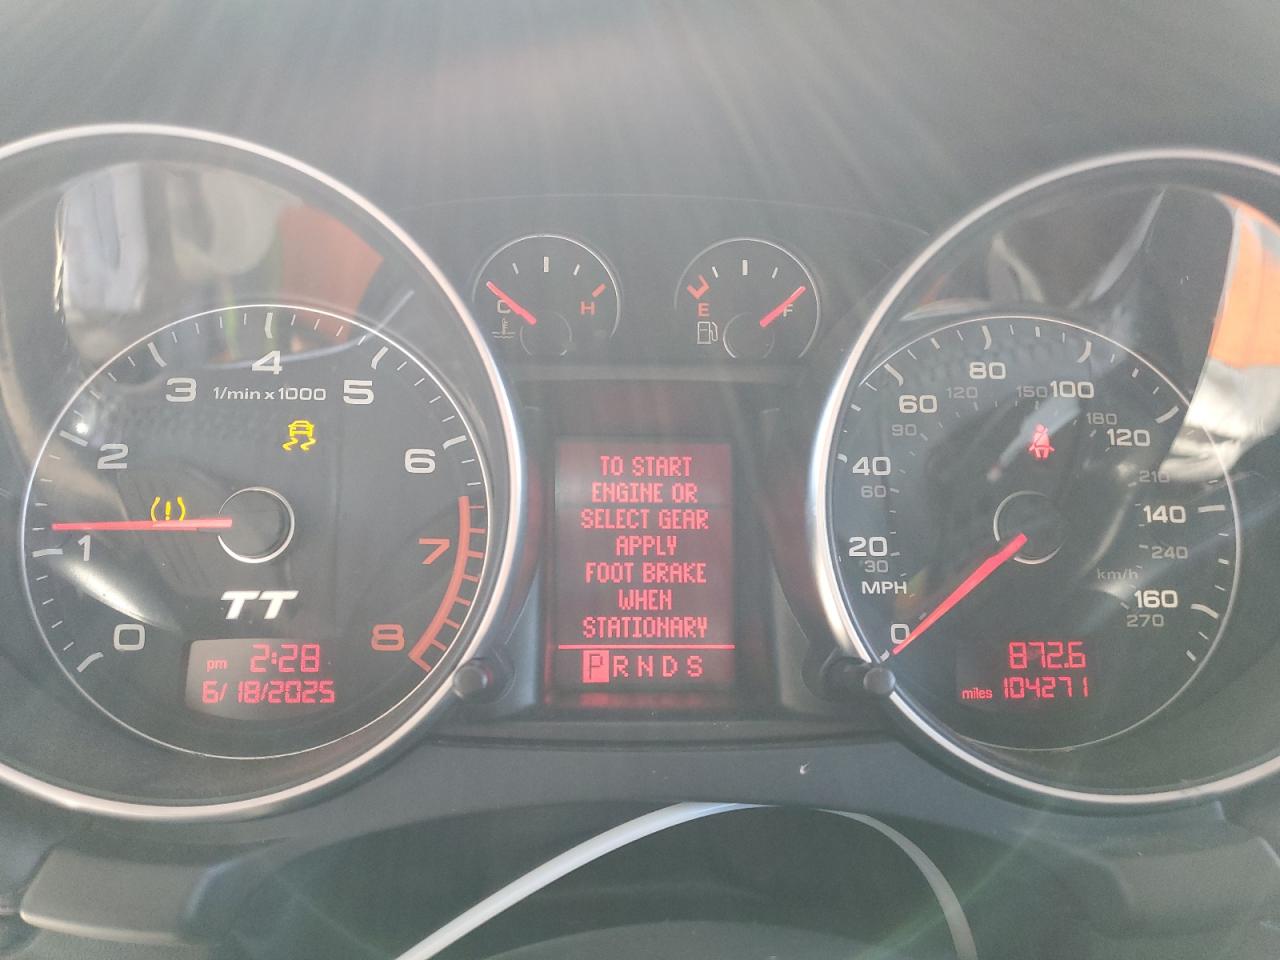 C
H
E
F
4
3
1/min x 1000
5
2
6
1
7
TT
0
8
pm 2:28
6/18/2025
TO START
ENGINE OR
SELECT GEAR
APPLY
FOOT BRAKE
WHEN
STATIONARY
P R N D S
80
120
150
100
60
90
180
120
40
60
210
140
20
30
240
MPH
km/h
160
270
0
872.6
miles 104271